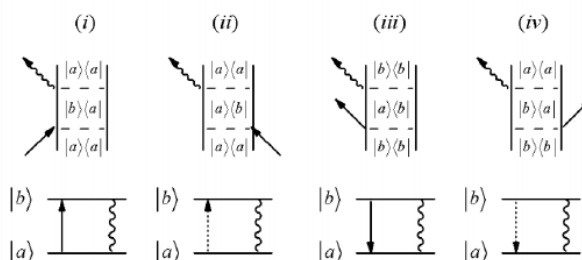 (i) (ii) (iii) (iv)
|a⟩⟨a| |a⟩⟨a| |b⟩⟨b| |a⟩⟨a|
|b⟩⟨a| |a⟩⟨b| |a⟩⟨b| |b⟩⟨a|
|a⟩⟨a| |a⟩⟨a| |b⟩⟨b| |b⟩⟨b|
|b⟩ |b⟩ |b⟩ |b⟩
|a⟩ |a⟩ |a⟩ |a⟩